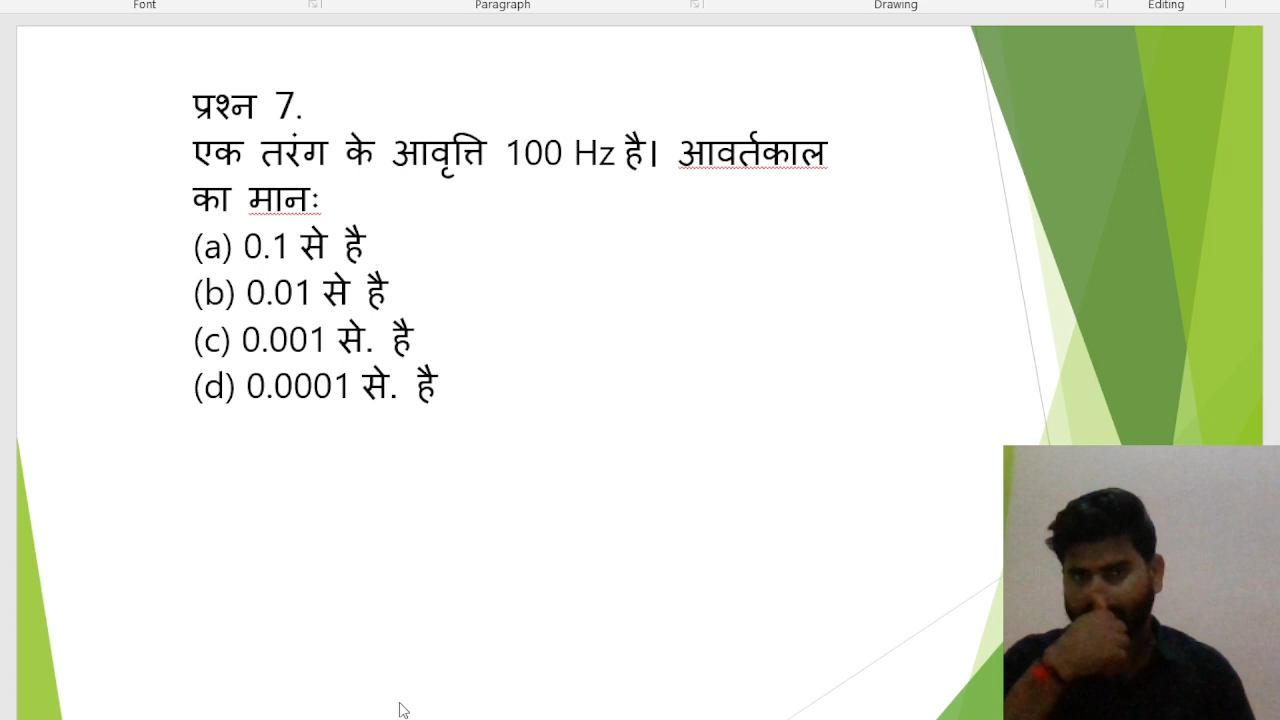 Font Paragraph Drawing Editing
प्रश्न 7.
एक तरंग के आवृत्ति 100 Hz है। आवर्तकाल
का मानः
(a) 0.1 से है
(b) 0.01 से है
(c) 0.001 से. है
(d) 0.0001 से. है